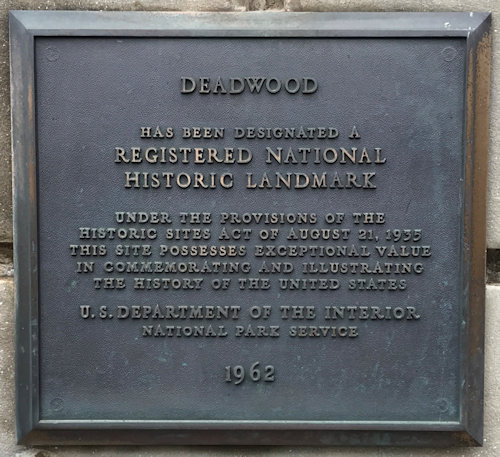 DEADWOOD
HAS BEEN DESIGNATED A
REGISTERED NATIONAL
HISTORIC LANDMARK
UNDER THE PROVISIONS OF THE
HISTORIC SITES ACT OF AUGUST 21, 1935
THIS SITE POSSESSES EXCEPTIONAL VALUE
IN COMMEMORATING AND ILLUSTRATING
THE HISTORY OF THE UNITED STATES
U.S. DEPARTMENT OF THE INTERIOR
NATIONAL PARK SERVICE
1962